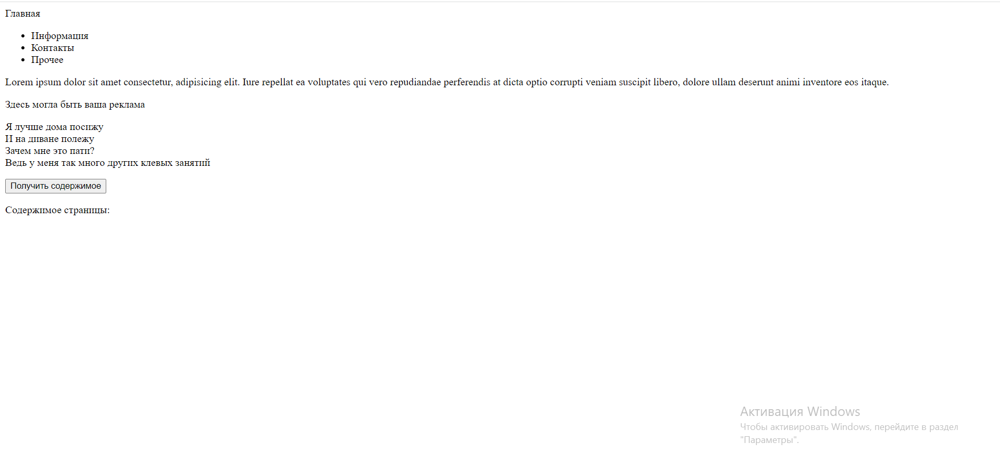 Главная
Информация
Контакты
Прочее
Lorem ipsum dolor sit amet consectetur, adipisicing elit. Iure repellat ea voluptates qui vero repudiandae perferendis at dicta optio corrupti veniam suscipit libero, dolore ullam deserunt animi inventore eos itaque.
Здесь могла быть ваша реклама
Я лучше дома посижу
И на диване полежу
Зачем мне это пати?
Ведь у меня так много других клевых занятий
Получить содержимое
Содержимое страницы:
Активация Windows
Чтобы активировать Windows, перейдите в раздел
"Параметры".